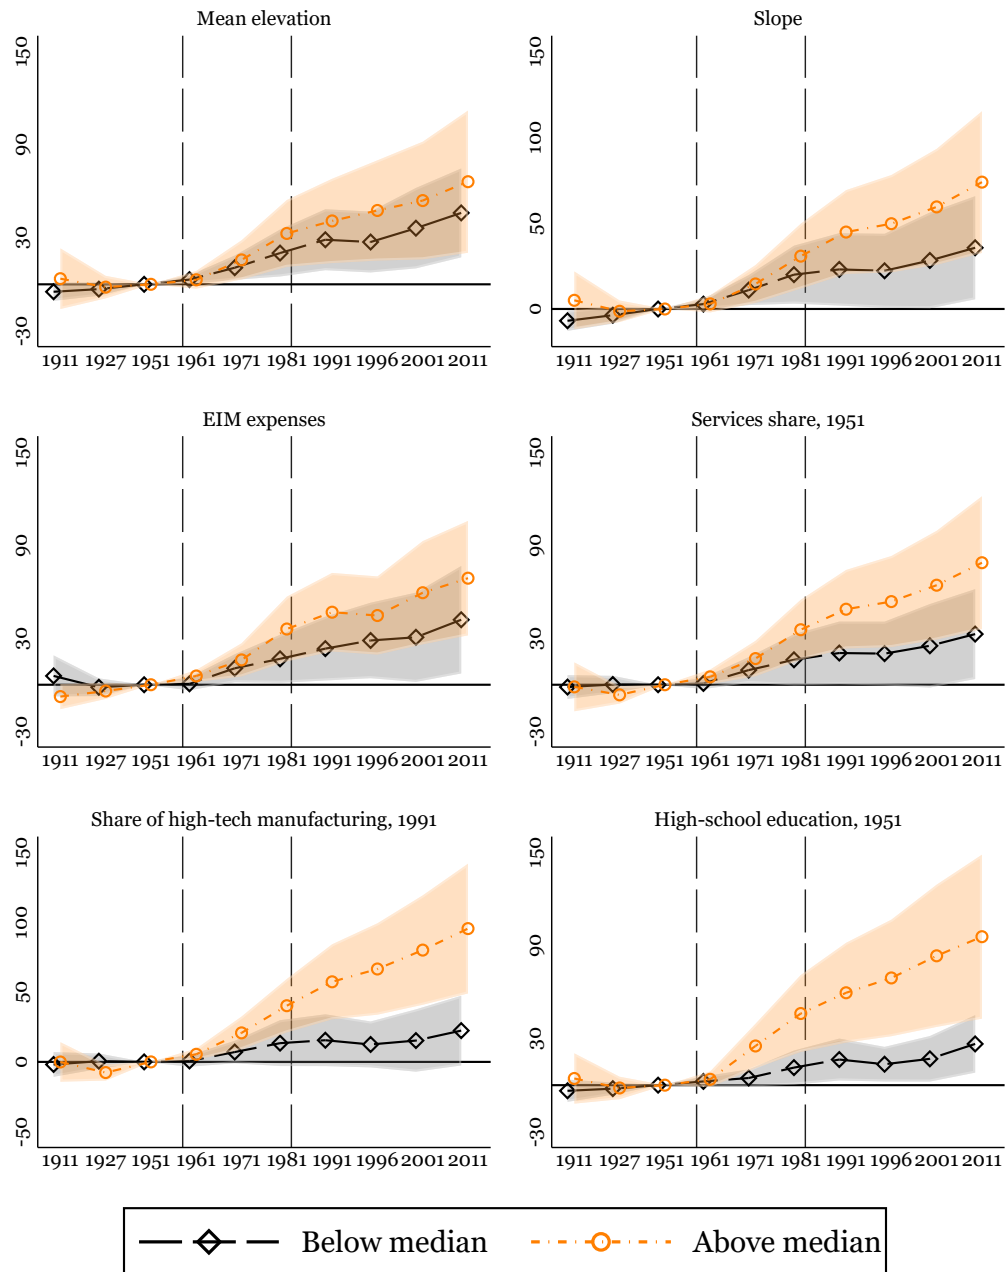 Mean elevation
150
90
30
-30
1911 1927 1951 1961 1971 1981 1991 1996 2001 2011
Slope
150
100
50
0
1911 1927 1951 1961 1971 1981 1991 1996 2001 2011
EIM expenses
150
90
30
-30
1911 1927 1951 1961 1971 1981 1991 1996 2001 2011
Services share, 1951
150
90
30
-30
1911 1927 1951 1961 1971 1981 1991 1996 2001 2011
Share of high-tech manufacturing, 1991
150
100
50
0
-50
1911 1927 1951 1961 1971 1981 1991 1996 2001 2011
High-school education, 1951
150
90
30
-30
1911 1927 1951 1961 1971 1981 1991 1996 2001 2011
Below median Above median